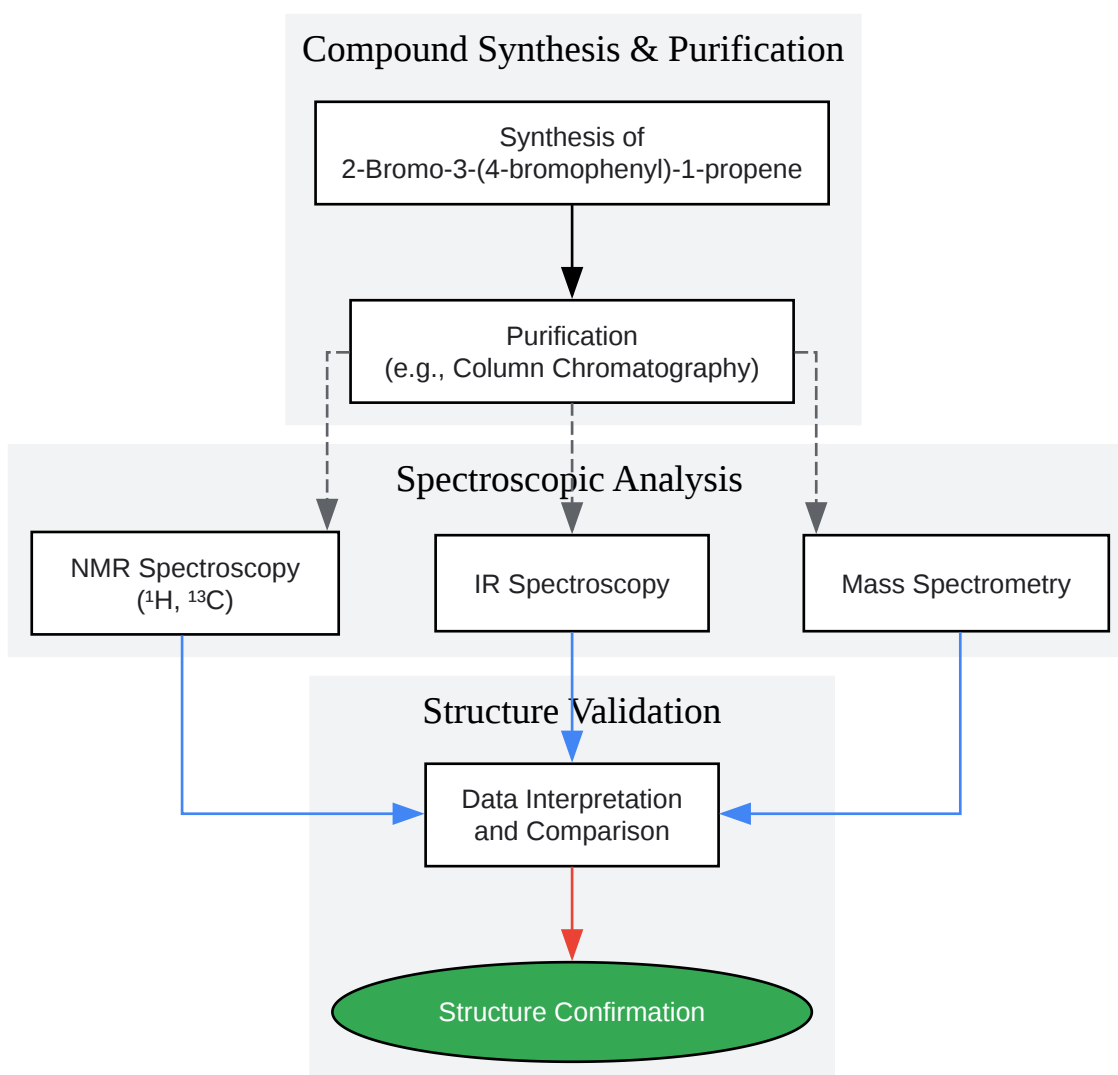 Compound Synthesis & Purification
Synthesis of
2-Bromo-3-(4-bromophenyl)-1-propene
Purification
(e.g., Column Chromatography)
Spectroscopic Analysis
NMR Spectroscopy
(¹H, ¹³C)
IR Spectroscopy
Mass Spectrometry
Structure Validation
Data Interpretation
and Comparison
Structure Confirmation